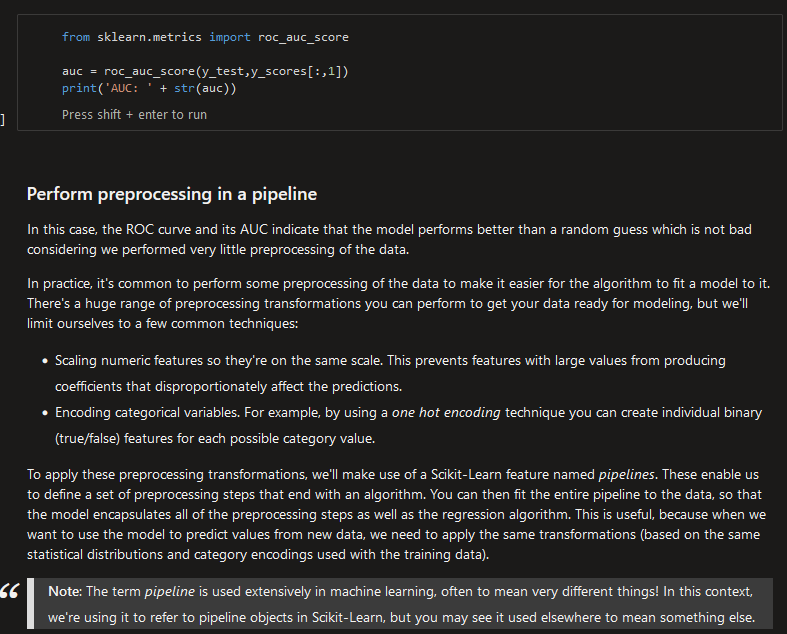 from sklearn.metrics import roc_auc_score
auc = roc_auc_score(y_test,y_scores[:,1])
print('AUC: ' + str(auc))
Press shift + enter to run
]
Perform preprocessing in a pipeline
In this case, the ROC curve and its AUC indicate that the model performs better than a random guess which is not bad
considering we performed very little preprocessing of the data.
In practice, it's common to perform some preprocessing of the data to make it easier for the algorithm to fit a model to it.
There's a huge range of preprocessing transformations you can perform to get your data ready for modeling, but we'll
limit ourselves to a few common techniques:
• Scaling numeric features so they're on the same scale. This prevents features with large values from producing
coefficients that disproportionately affect the predictions.
• Encoding categorical variables. For example, by using a one hot encoding technique you can create individual binary
(true/false) features for each possible category value.
To apply these preprocessing transformations, we'll make use of a Scikit-Learn feature named pipelines. These enable us
to define a set of preprocessing steps that end with an algorithm. You can then fit the entire pipeline to the data, so that
the model encapsulates all of the preprocessing steps as well as the regression algorithm. This is useful, because when we
want to use the model to predict values from new data, we need to apply the same transformations (based on the same
statistical distributions and category encodings used with the training data).
“ Note: The term pipeline is used extensively in machine learning, often to mean very different things! In this context,
we're using it to refer to pipeline objects in Scikit-Learn, but you may see it used elsewhere to mean something else.